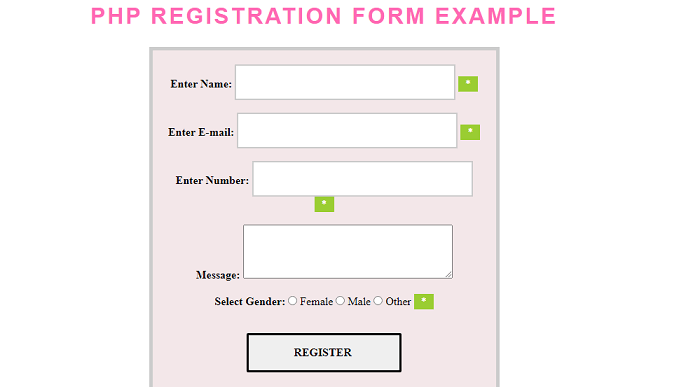 PHP REGISTRATION FORM EXAMPLE
Enter Name: *
Enter E-mail: *
Enter Number:
*
Message:
Select Gender: Female Male Other *
REGISTER